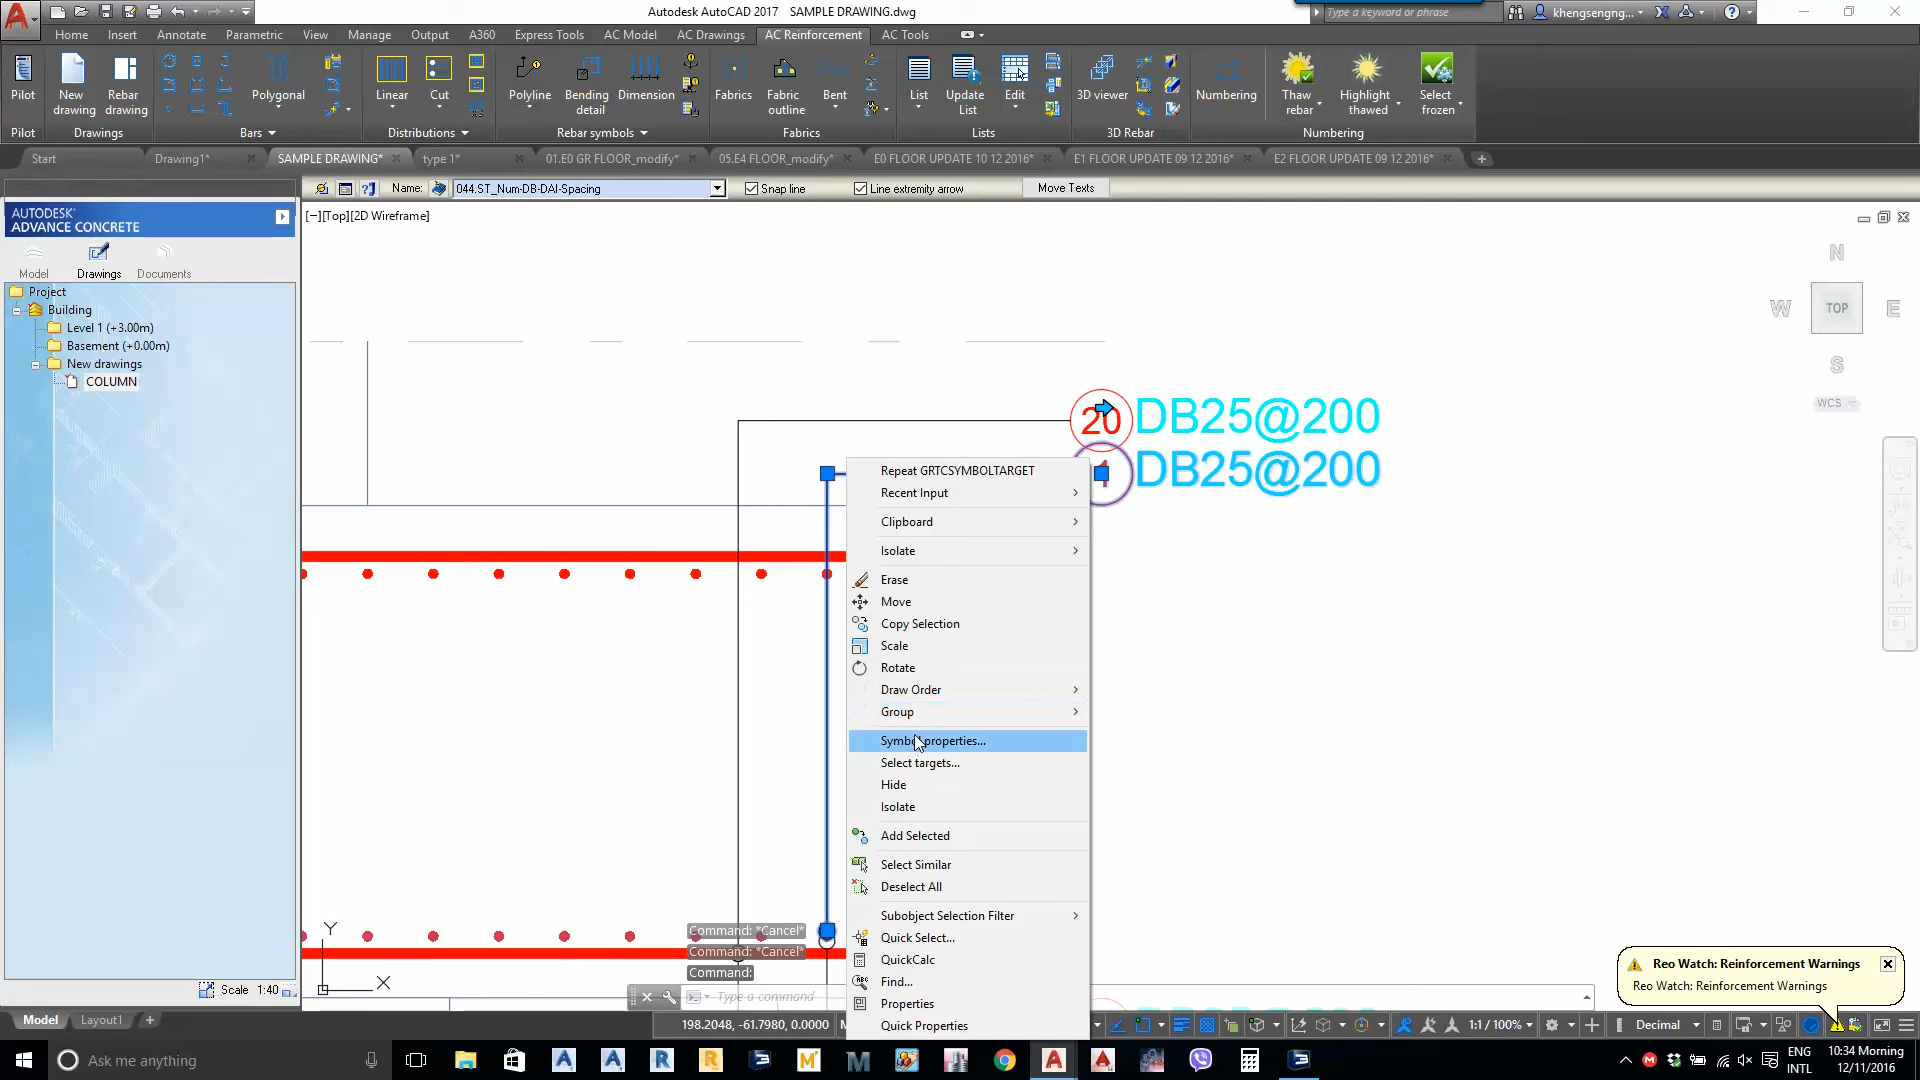 Autodesk AutoCAD 2017 SAMPLE DRAWING.dwg
Type a keyword or phrase
khengsengng...
Home Insert Annotate Parametric View Manage Output A360 Express Tools AC Model AC Drawings AC Reinforcement AC Tools
Pilot New drawing Rebar drawing Polygonal Linear Cut Polyline Bending detail Dimension Fabrics Fabric outline Bent List Update List Edit 3D viewer Numbering Thaw rebar Highlight thawed Select frozen
Pilot Drawings Bars Distributions Rebar symbols Fabrics Lists 3D Rebar Numbering
Start Drawing1* SAMPLE DRAWING* type 1* 01.E0 GR FLOOR_modify* 05.E4 FLOOR_modify* E0 FLOOR UPDATE 10 12 2016* E1 FLOOR UPDATE 09 12 2016* E2 FLOOR UPDATE 09 12 2016*
Name: 044.ST_Num-DB-DAI-Spacing Snap line Line extremity arrow Move Texts
AUTODESK
ADVANCE CONCRETE
Model Drawings Documents
Project
Building
Level 1 (+3.00m)
Basement (+0.00m)
New drawings
COLUMN
Scale 1:40
[−][Top][2D Wireframe]
N
W TOP E
S
WCS
20 DB25@200
1 DB25@200
Repeat GRTCSYMBOLTARGET
Recent Input
Clipboard
Isolate
Erase
Move
Copy Selection
Scale
Rotate
Draw Order
Group
Symbol properties...
Select targets...
Hide
Isolate
Add Selected
Select Similar
Deselect All
Subobject Selection Filter
Quick Select...
QuickCalc
Find...
Properties
Quick Properties
Y
X
Command: *Cancel*
Command: *Cancel*
Command:
Type a command
Reo Watch: Reinforcement Warnings
Reo Watch: Reinforcement Warnings
Model Layout1
198.2048, -61.7980, 0.0000
1:1 / 100%
Decimal
Ask me anything
ENG
INTL
10:34 Morning
12/11/2016